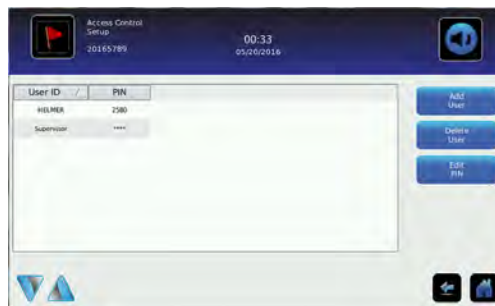 Access Control
Setup
20165789
00:33
05/20/2016
User ID / PIN
HELMER 2580
Supervisor ****
Add
User
Delete
User
Edit
PIN